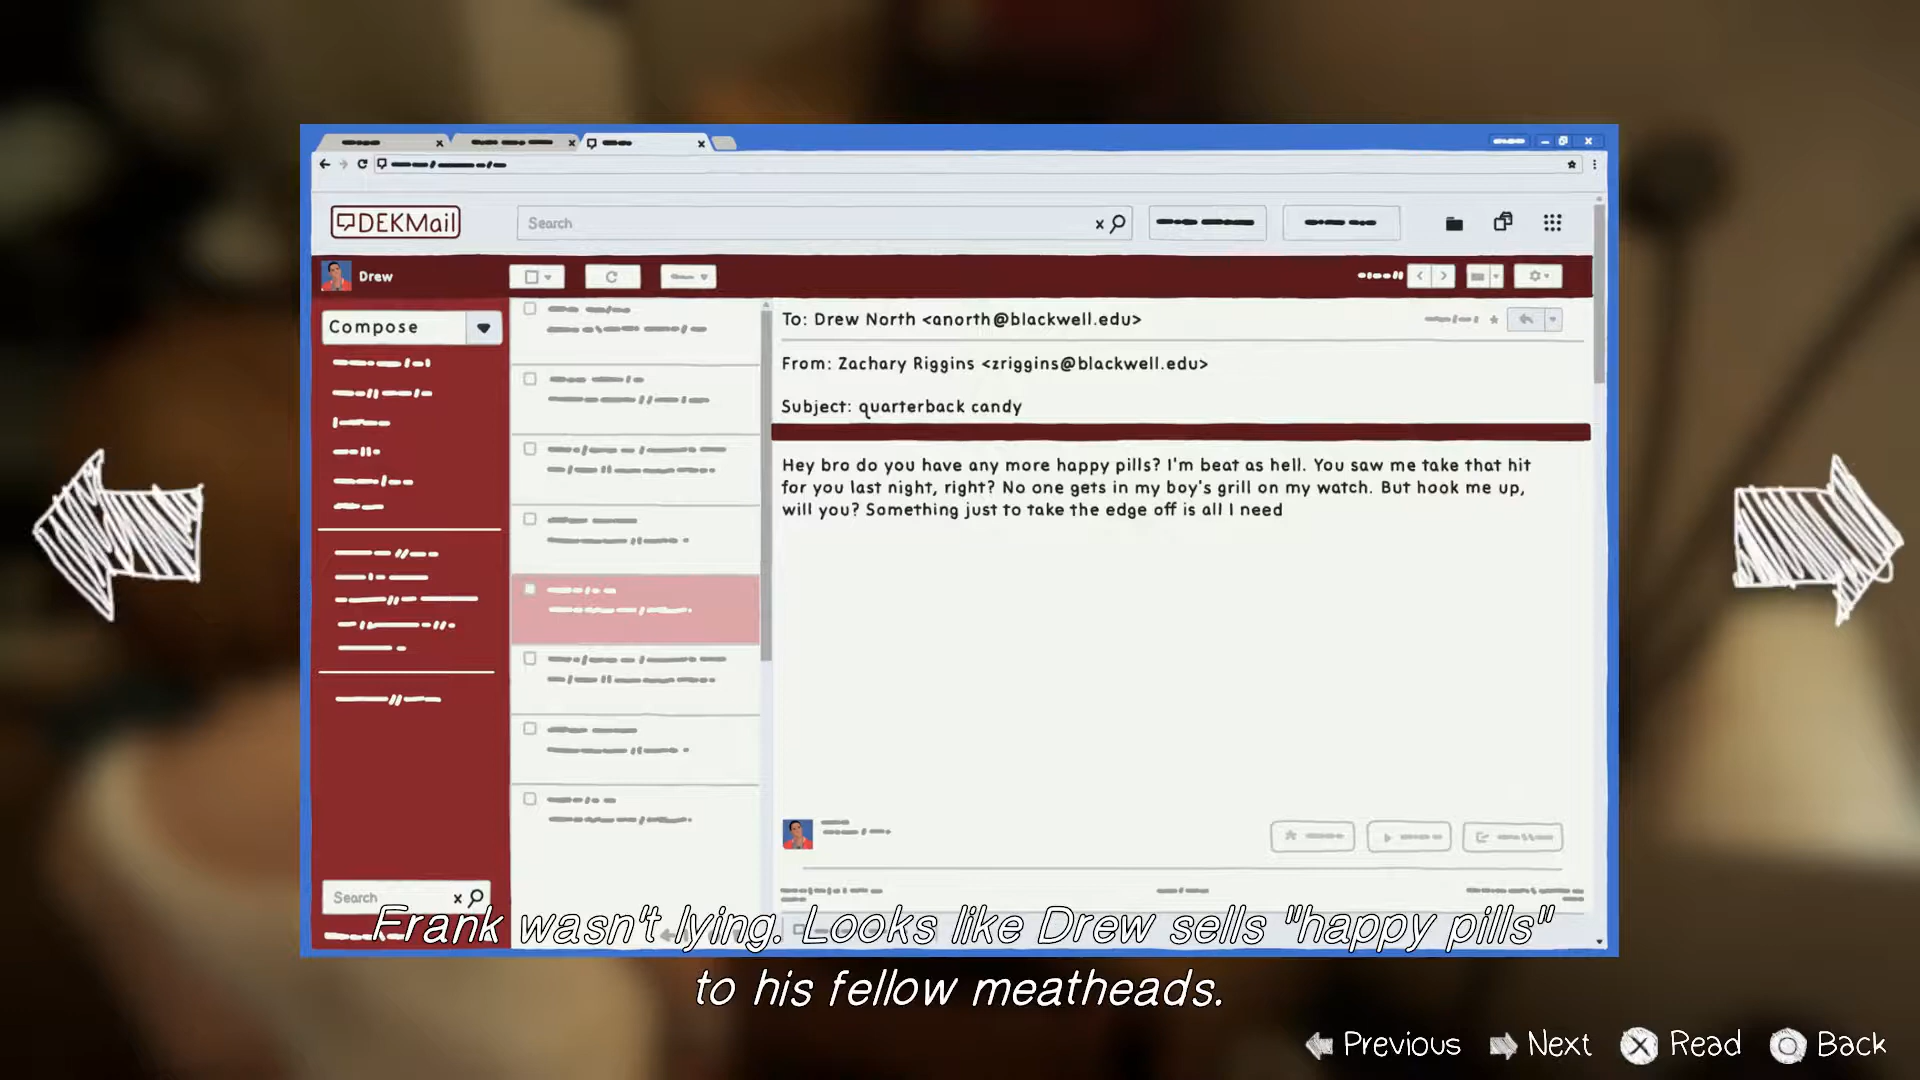 DEKMail
Search
Drew
Compose
To: Drew North <anorth@blackwell.edu>
From: Zachary Riggins <zriggins@blackwell.edu>
Subject: quarterback candy
Hey bro do you have any more happy pills? I'm beat as hell. You saw me take that hit
for you last night, right? No one gets in my boy's grill on my watch. But hook me up,
will you? Something just to take the edge off is all I need
Search
Frank wasn't lying. Looks like Drew sells "happy pills"
to his fellow meatheads.
Previous Next Read Back